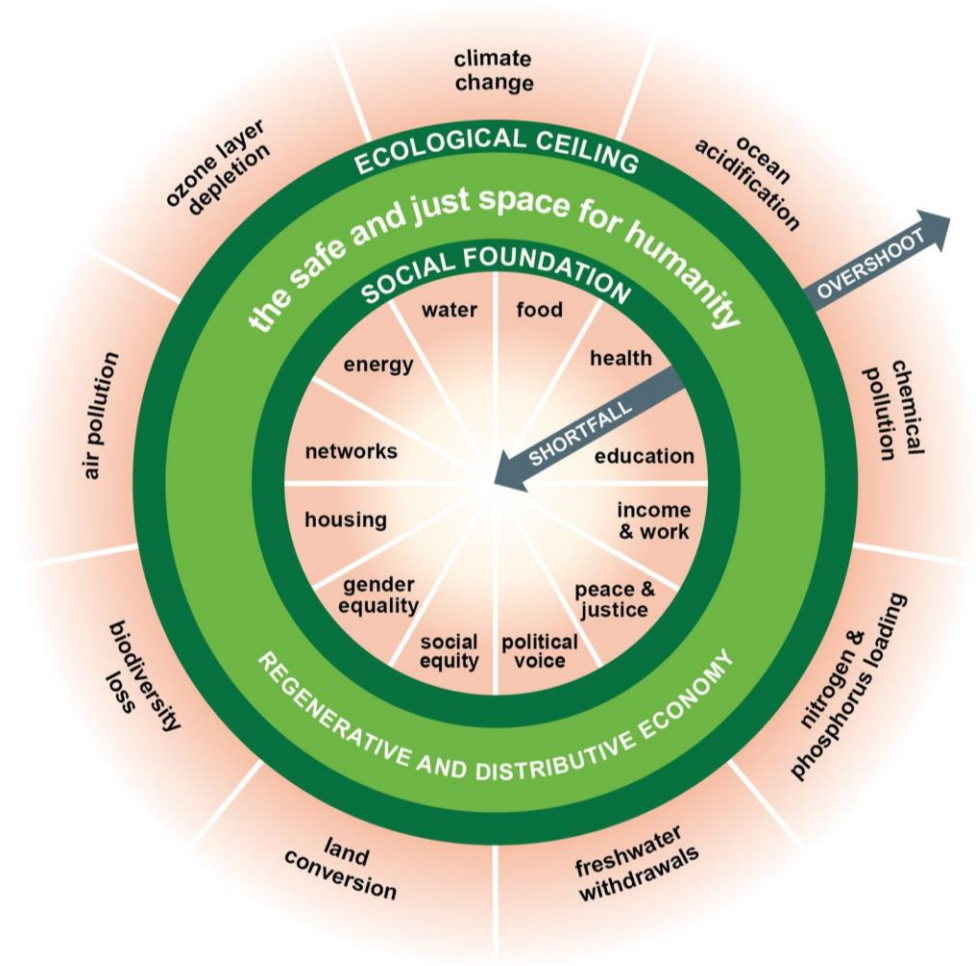 climate
change
ocean
acidification
OVERSHOOT
chemical
pollution
nitrogen &
phosphorus loading
freshwater
withdrawals
land
conversion
biodiversity
loss
air pollution
ozone layer
depletion
ECOLOGICAL CEILING
the safe and just space for humanity
SOCIAL FOUNDATION
water
food
health
SHORTFALL
education
income
& work
peace &
justice
political
voice
social
equity
gender
equality
housing
networks
energy
REGENERATIVE AND DISTRIBUTIVE ECONOMY